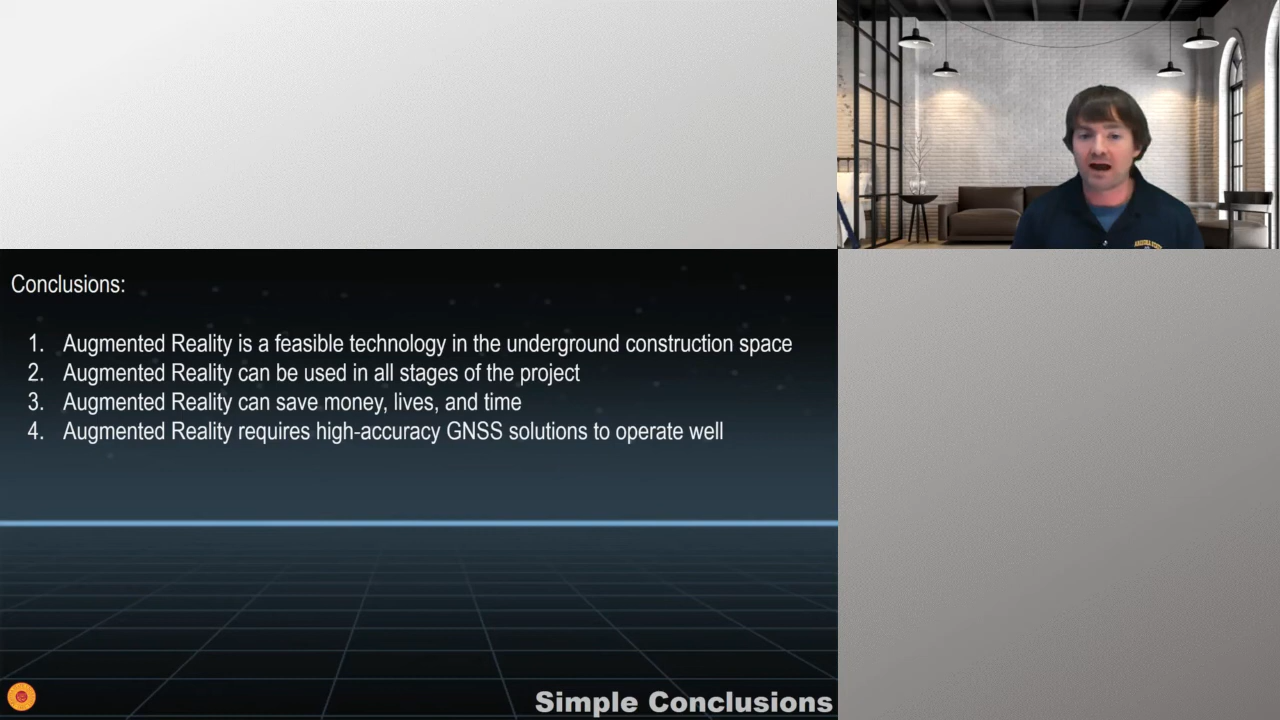 ARIZONA STATE
Conclusions:
1. Augmented Reality is a feasible technology in the underground construction space
2. Augmented Reality can be used in all stages of the project
3. Augmented Reality can save money, lives, and time
4. Augmented Reality requires high-accuracy GNSS solutions to operate well
Simple Conclusions